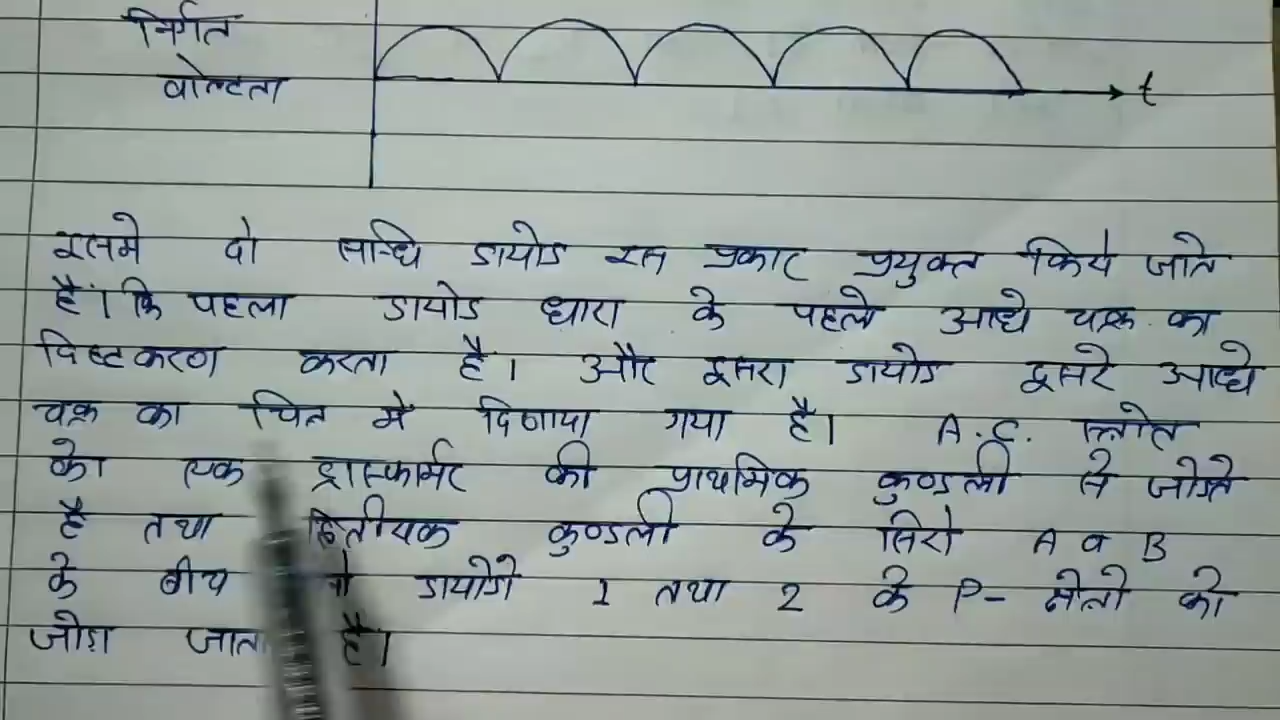 निर्गत
वोल्टता
t
इसमे दो सन्धि डायोड इस प्रकार प्रयुक्त किये जाते
है। कि पहला डायोड धारा के पहले आधे चक्र का
दिष्टकरण करता है। और दूसरा डायोड दूसरे आधे
चक्र का चित्र मे दिखाया गया है। A.C. स्त्रोत
को एक ट्रास्फार्मर की प्राथमिक कुण्डली से जोडते
है तथा द्वितीयक कुण्डली के सिरो A व B
के बीच डायोडो 1 तथा 2 के P- क्षेत्रो को
जोडा जाता है।